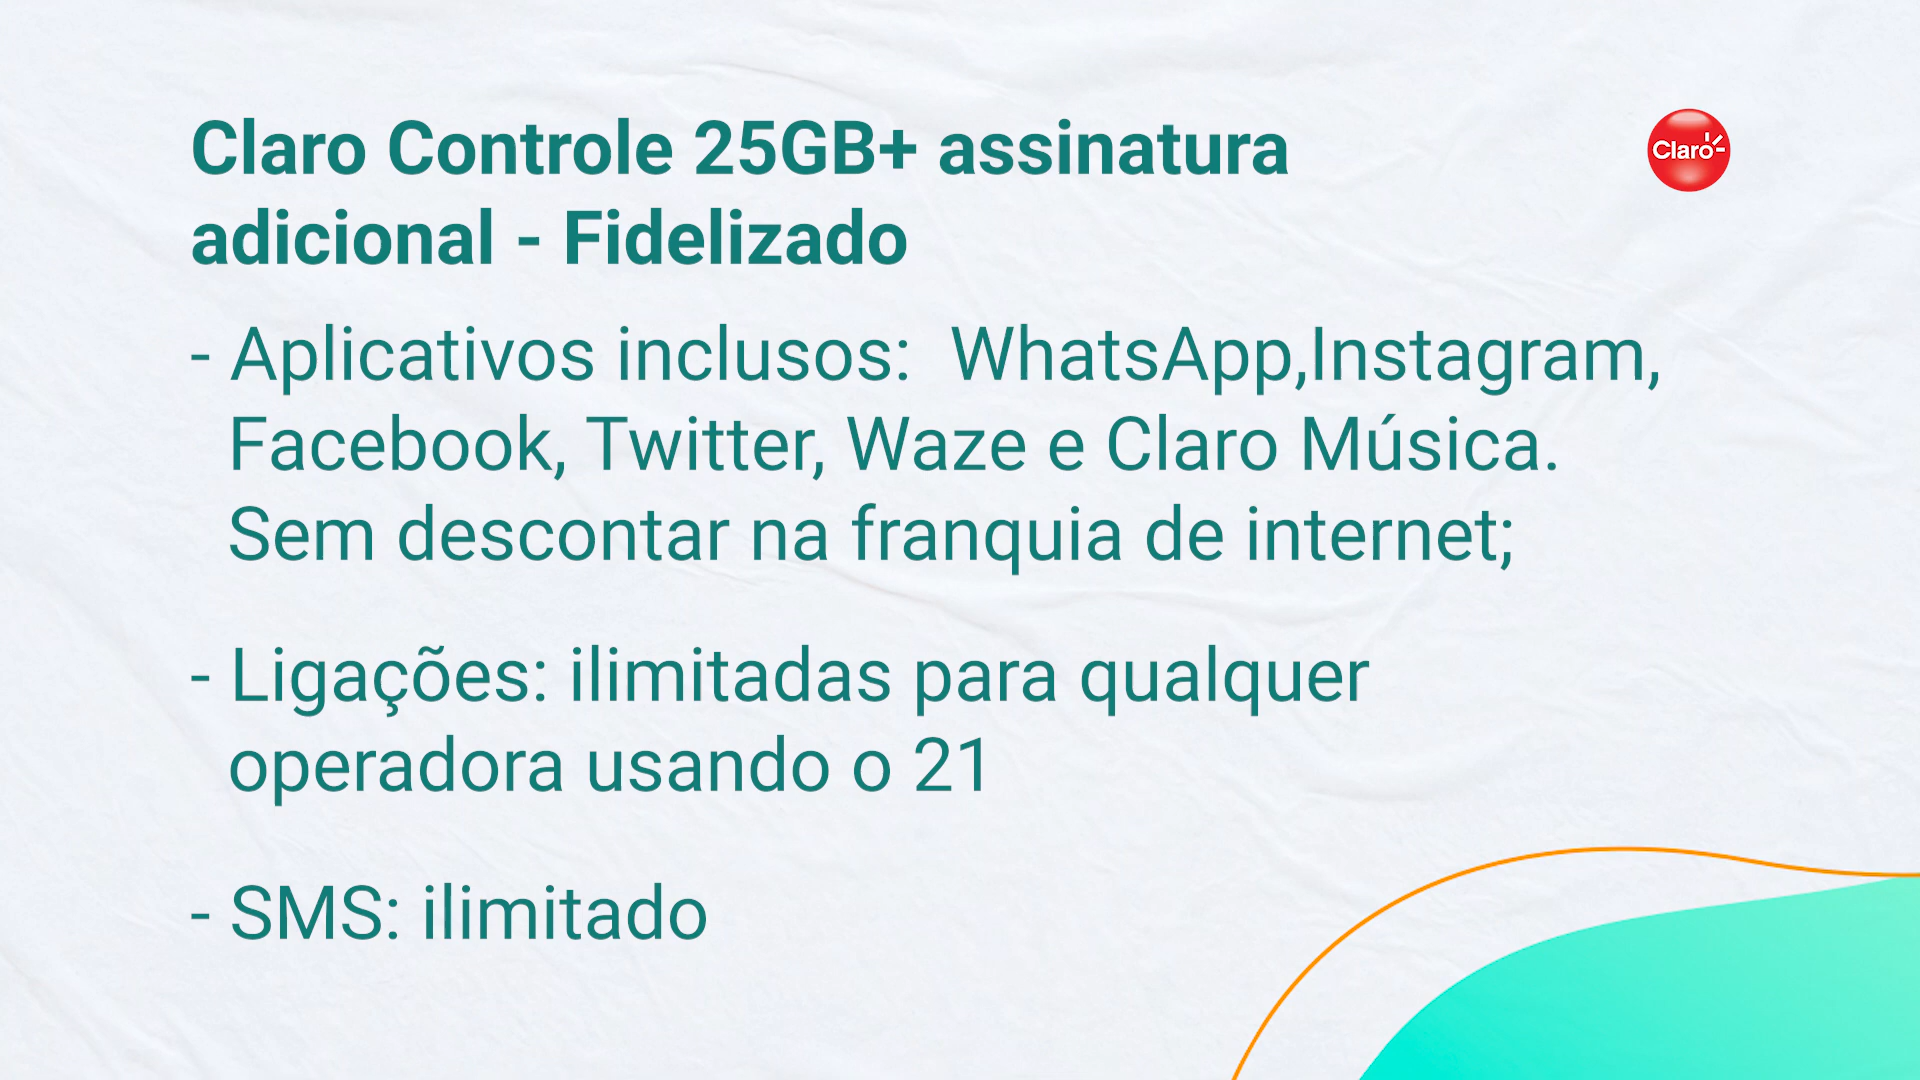 Claro Controle 25GB+ assinatura
adicional - Fidelizado
Claro
- Aplicativos inclusos:  WhatsApp,Instagram,
Facebook, Twitter, Waze e Claro Música.
Sem descontar na franquia de internet;
- Ligações: ilimitadas para qualquer
operadora usando o 21
- SMS: ilimitado